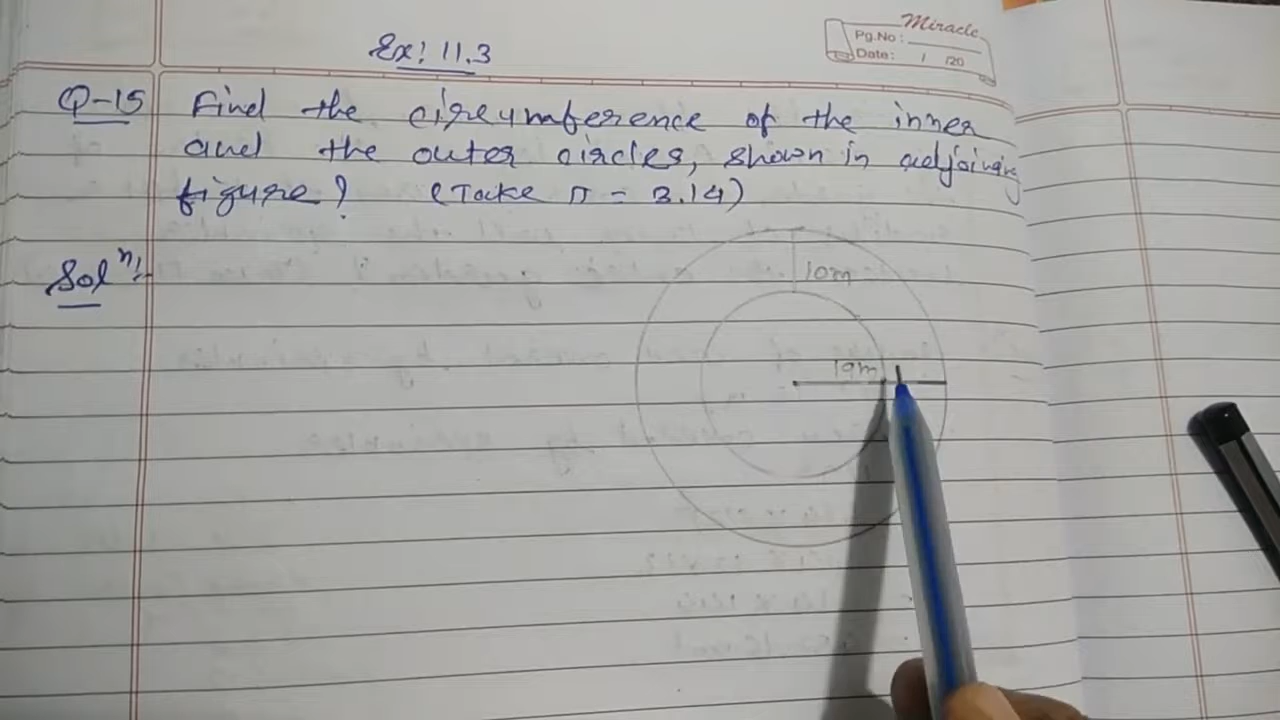 Miracle
Pg.No:
Date: / /20
Ex: 11.3
Q-15 Find the circumference of the inner
and the outer circles, shown in adjoining
figure? (Take π = 3.14)
Solⁿ:-
10m
19m